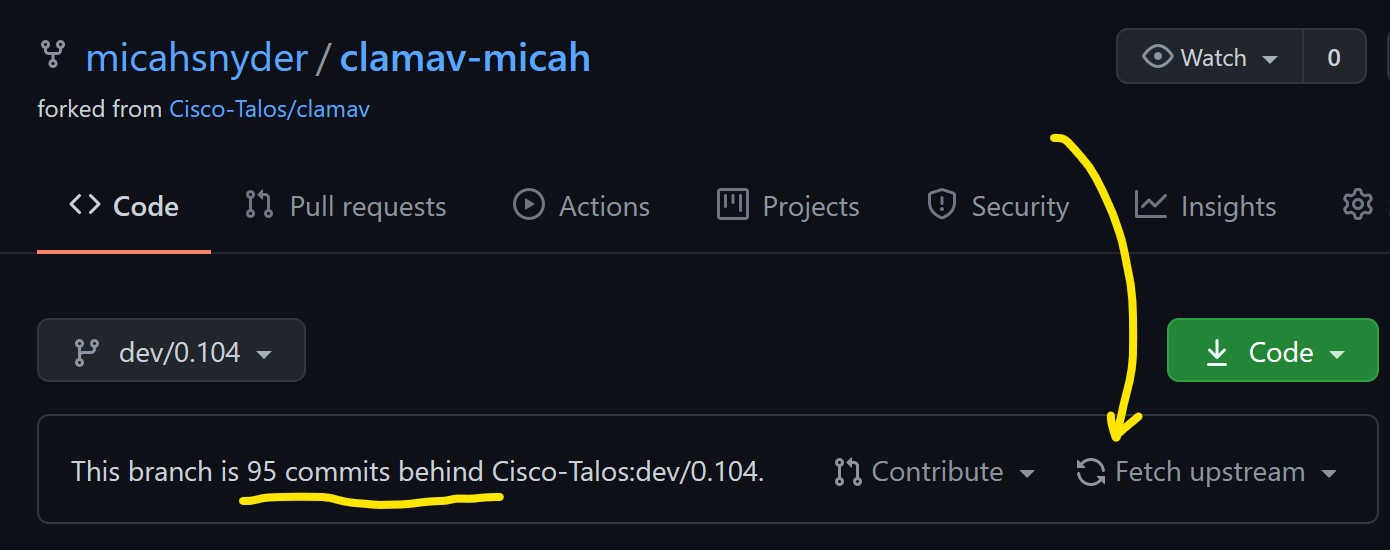 micahsnyder / clamav-micah
Watch 0
forked from Cisco-Talos/clamav
Code Pull requests Actions Projects Security Insights
dev/0.104
Code
This branch is 95 commits behind Cisco-Talos:dev/0.104. Contribute Fetch upstream